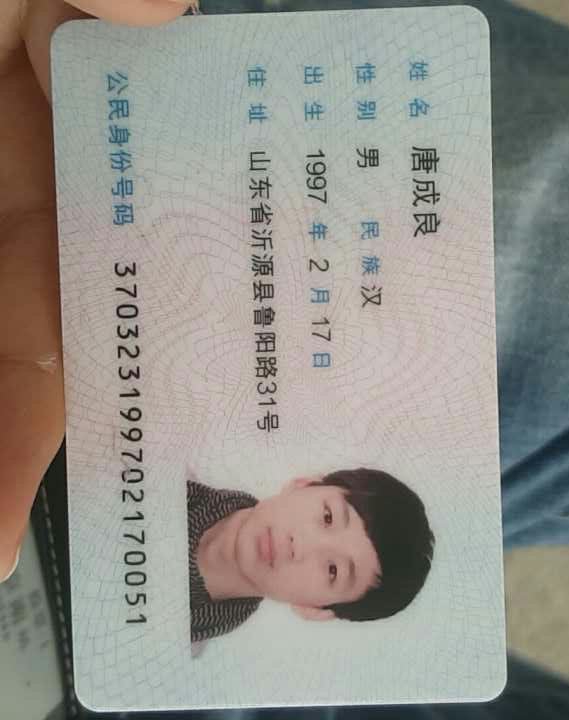 姓名 唐成良
性别 男 民族 汉
出生 1997 年 2 月 17 日
住址 山东省沂源县鲁阳路31号
公民身份号码 370323199702170051